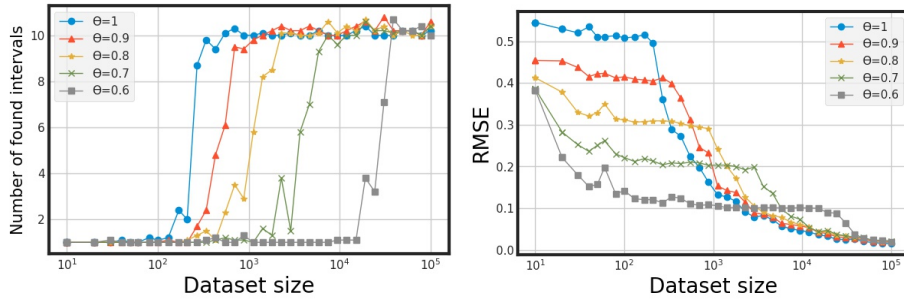 Number of found intervals
10
8
6
4
2
Θ=1
Θ=0.9
Θ=0.8
Θ=0.7
Θ=0.6
10¹
10²
10³
10⁴
10⁵
Dataset size
RMSE
0.5
0.4
0.3
0.2
0.1
0.0
Θ=1
Θ=0.9
Θ=0.8
Θ=0.7
Θ=0.6
10¹
10²
10³
10⁴
10⁵
Dataset size